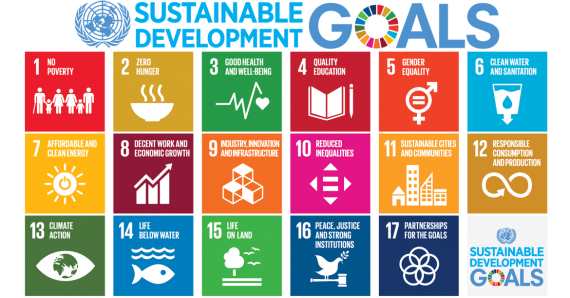 SUSTAINABLE
DEVELOPMENT
GOALS
1 NO
POVERTY
2 ZERO
HUNGER
3 GOOD HEALTH
AND WELL-BEING
4 QUALITY
EDUCATION
5 GENDER
EQUALITY
6 CLEAN WATER
AND SANITATION
7 AFFORDABLE AND
CLEAN ENERGY
8 DECENT WORK AND
ECONOMIC GROWTH
9 INDUSTRY, INNOVATION
AND INFRASTRUCTURE
10 REDUCED
INEQUALITIES
11 SUSTAINABLE CITIES
AND COMMUNITIES
12 RESPONSIBLE
CONSUMPTION
AND PRODUCTION
13 CLIMATE
ACTION
14 LIFE
BELOW WATER
15 LIFE
ON LAND
16 PEACE, JUSTICE
AND STRONG
INSTITUTIONS
17 PARTNERSHIPS
FOR THE GOALS
SUSTAINABLE
DEVELOPMENT
GOALS